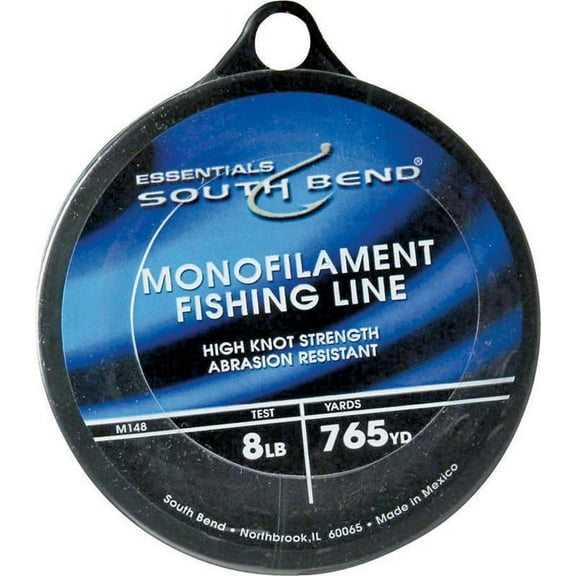 ESSENTIALS
SOUTH BEND®
MONOFILAMENT
FISHING LINE
HIGH KNOT STRENGTH
ABRASION RESISTANT
M148 TEST YARDS
8LB 765YD
South Bend • Northbrook, IL 60065 • Made in Mexico